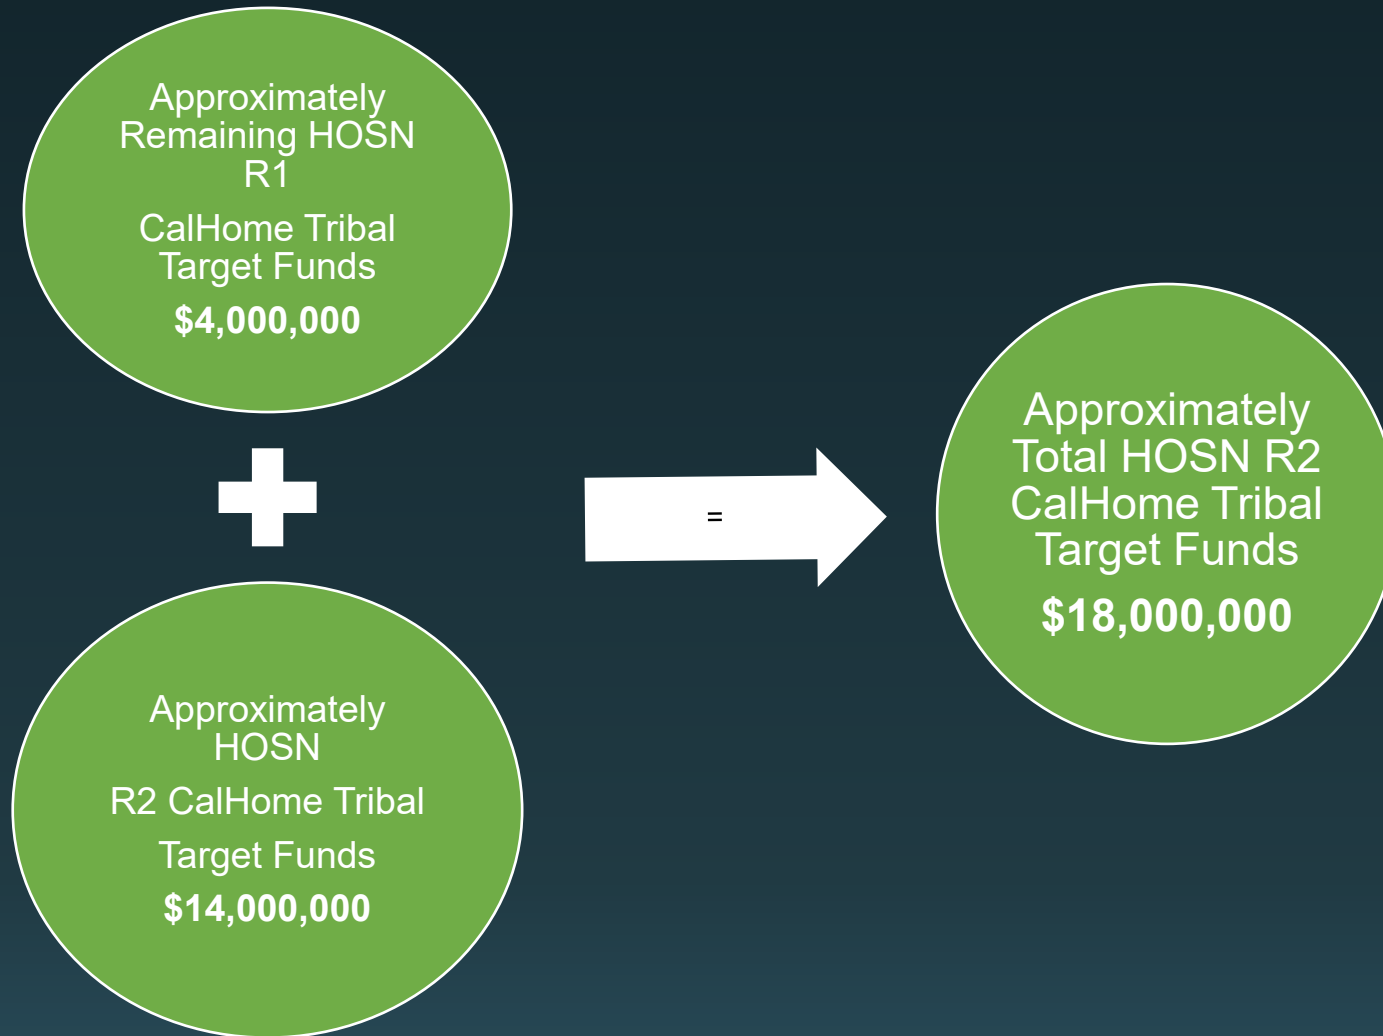 Approximately
Remaining HOSN
R1
CalHome Tribal
Target Funds
$4,000,000
Approximately
HOSN
R2 CalHome Tribal
Target Funds
$14,000,000
=
Approximately
Total HOSN R2
CalHome Tribal
Target Funds
$18,000,000